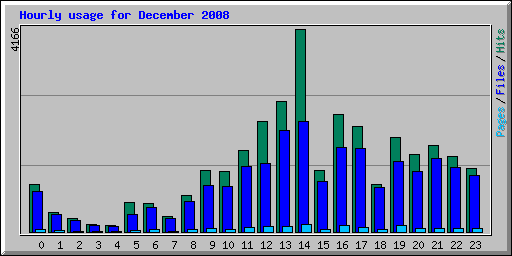 Hourly usage for December 2008
4166
Pages/Files/Hits
0 1 2 3 4 5 6 7 8 9 10 11 12 13 14 15 16 17 18 19 20 21 22 23